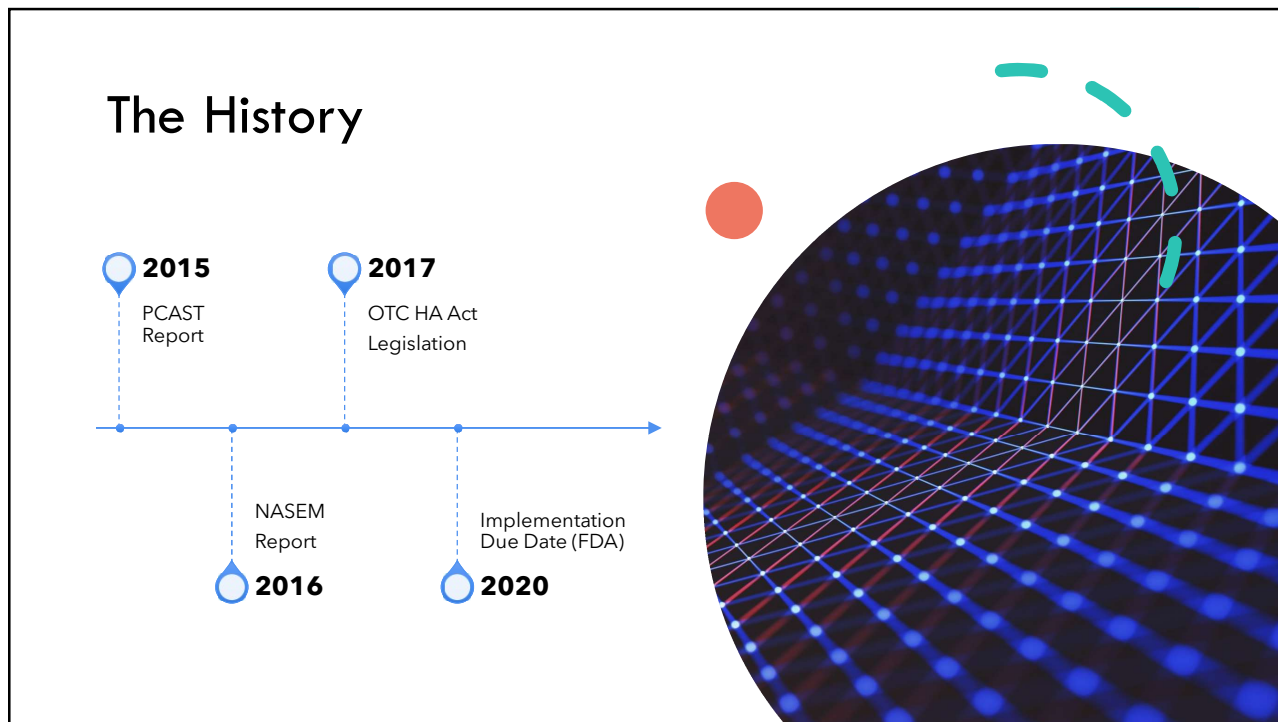 The History
2015
PCAST
Report
2017
OTC HA Act
Legislation
NASEM
Report
2016
Implementation
Due Date (FDA)
2020